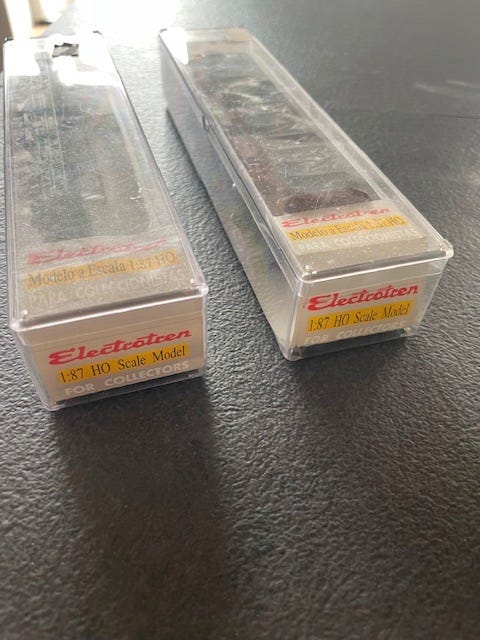 Electrotren
Modelo a Escala 1:87 HO
PARA COLECCIONISTAS
Electrotren
1:87 HO Scale Model
FOR COLLECTORS
Electrotren
Modelo a Escala 1:87 HO
PARA COLECCIONISTAS
Electrotren
1:87 HO Scale Model
FOR COLLECTORS